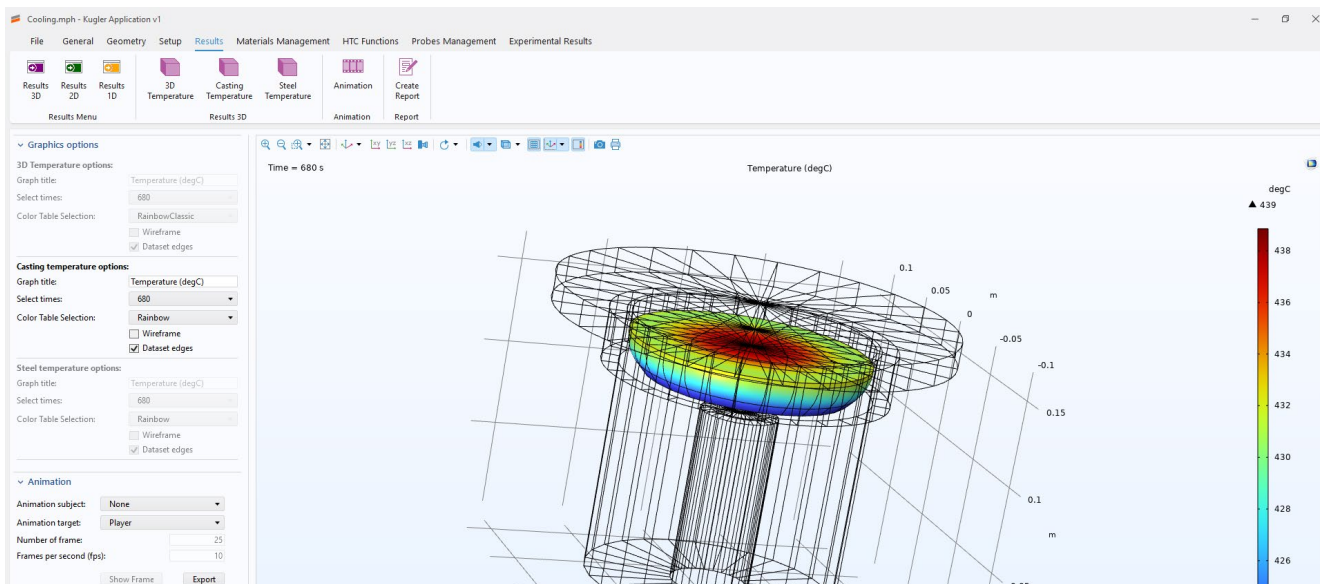 Cooling.mph - Kugler Application v1
File General Geometry Setup Results Materials Management HTC Functions Probes Management Experimental Results
Results 3D
Results 2D
Results 1D
3D Temperature
Casting Temperature
Steel Temperature
Animation
Create Report
Results Menu Results 3D Animation Report
Graphics options
3D Temperature options:
Graph title: Temperature (degC)
Select times: 680
Color Table Selection: RainbowClassic
Wireframe
Dataset edges
Casting temperature options:
Graph title: Temperature (degC)
Select times: 680
Color Table Selection: Rainbow
Wireframe
Dataset edges
Steel temperature options:
Graph title: Temperature (degC)
Select times: 680
Color Table Selection: Rainbow
Wireframe
Dataset edges
Animation
Animation subject: None
Animation target: Player
Number of frame: 25
Frames per second (fps): 10
Show Frame Export
xy yz xz
Time = 680 s
Temperature (degC)
degC
▲ 439
438
436
434
432
430
428
426
0.1
0.05
m
0
-0.05
-0.1
0.15
0.1
m